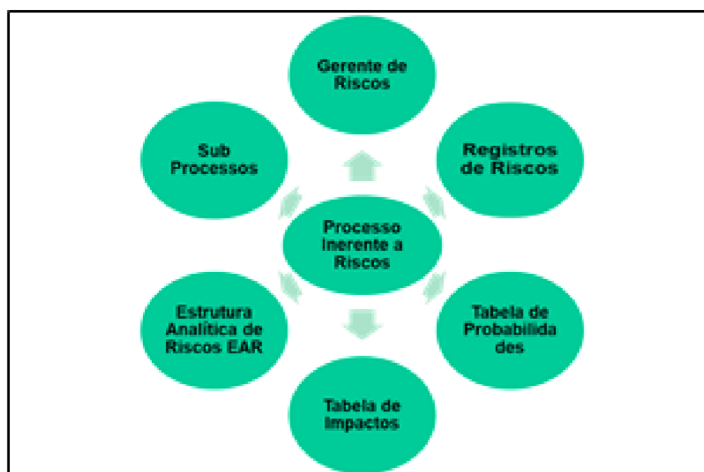 Gerente de
Riscos
Sub
Processos
Registros
de Riscos
Processo
Inerente a
Riscos
Estrutura
Analítica de
Riscos EAR
Tabela de
Probabilida
des
Tabela de
Impactos